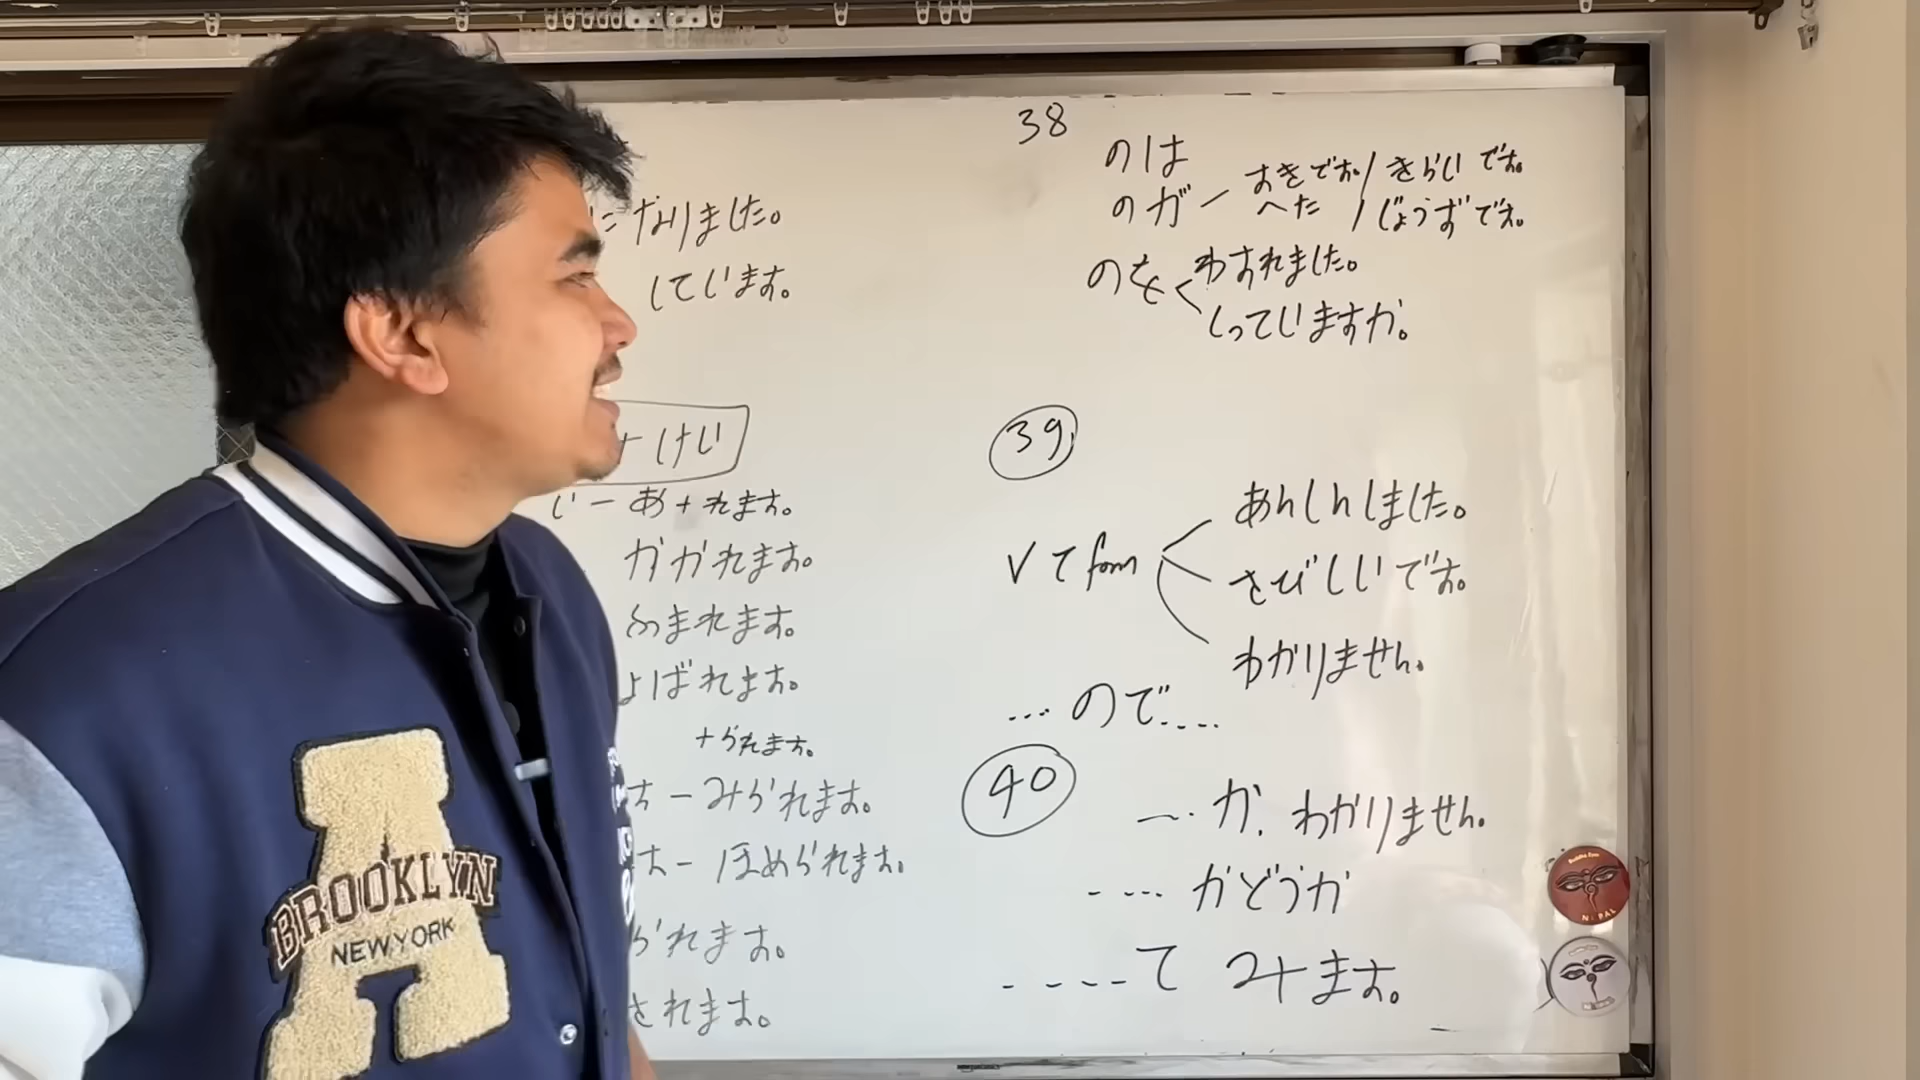 になりました。
しています。
+ けい
い ー あ + れます。
かかれます。
ふまれます。
よばれます。
+ られます。
ー みられます。
ー ほめられます。
られます。
されます。
38
のは
のが ー すきです。/ きらいです。
へた / じょうずです。
のを < わすれました。
しっていますか。
39
V て form
あんしんしました。
さびしいです。
わかりません。
... ので....
40
... か、わかりません。
---- かどうか
---- て みます。
BROOKLYN
NEW YORK
NEPAL